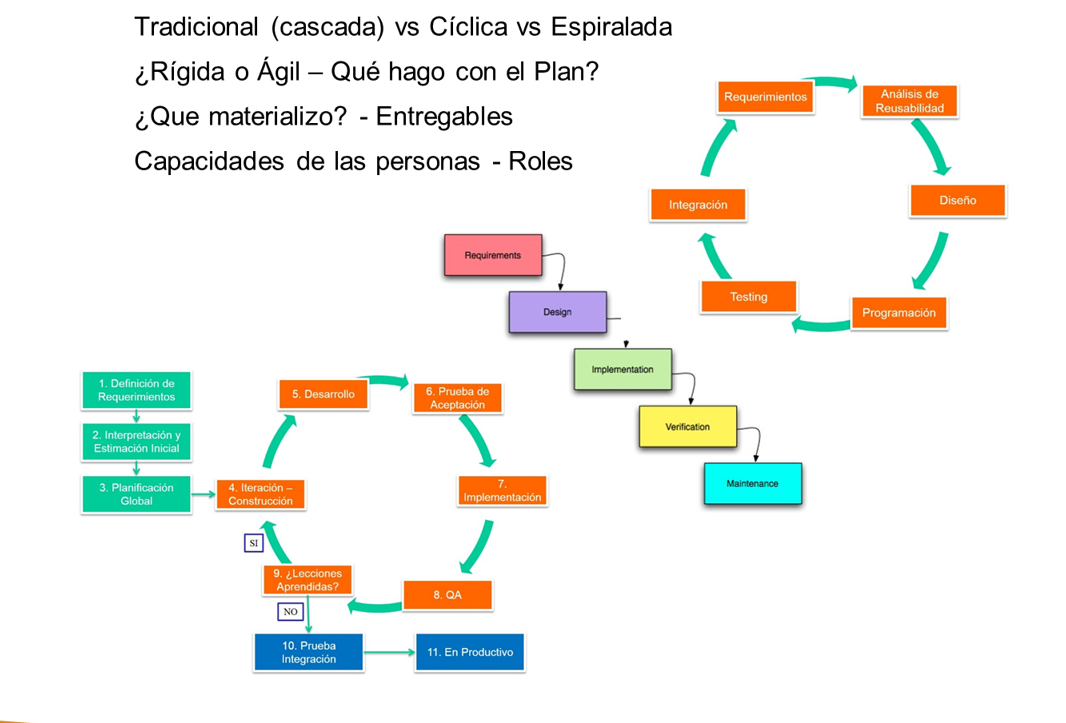 Tradicional (cascada) vs Cíclica vs Espiralada
¿Rígida o Ágil – Qué hago con el Plan?
¿Que materializo? - Entregables
Capacidades de las personas - Roles
Requerimientos
Análisis de
Reusabilidad
Diseño
Programación
Testing
Integración
Requirements
Design
Implementation
Verification
Maintenance
1. Definición de
Requerimientos
2. Interpretación y
Estimación Inicial
3. Planificación
Global
4. Iteración –
Construcción
5. Desarrollo
6. Prueba de
Aceptación
7.
Implementación
8. QA
9. ¿Lecciones
Aprendidas?
SI
NO
10. Prueba
Integración
11. En Productivo